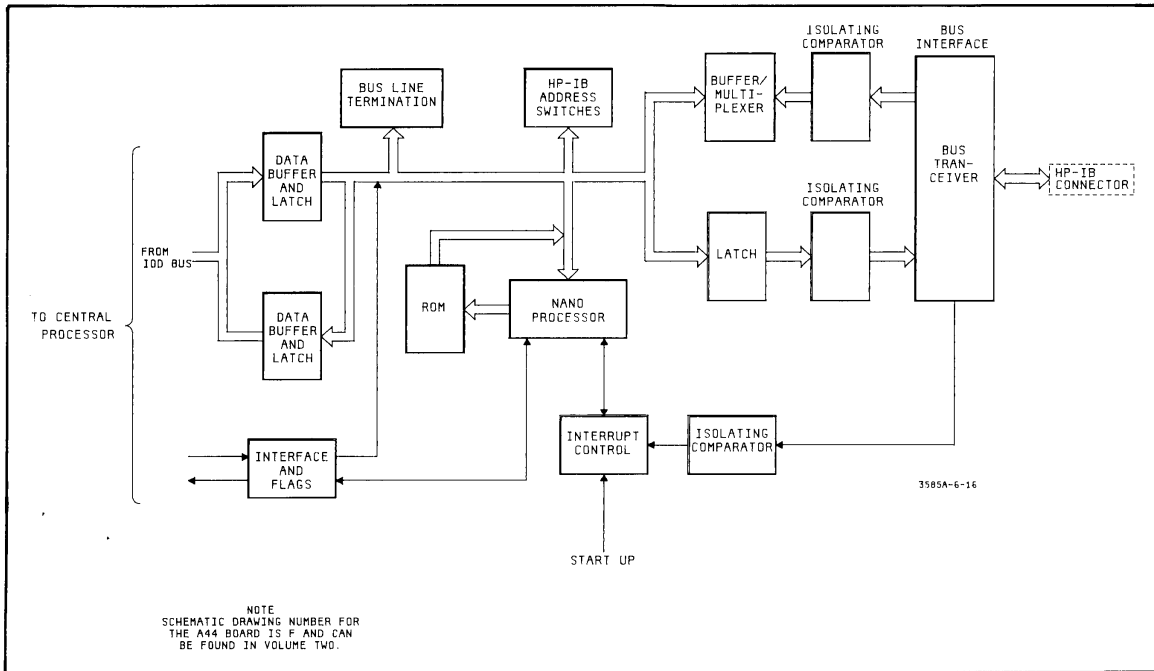 ISOLATING
COMPARATOR
BUS
INTERFACE
BUS LINE
TERMINATION
HP-IB
ADDRESS
SWITCHES
BUFFER/
MULTI-
PLEXER
DATA
BUFFER
AND
LATCH
BUS
TRAN-
CEIVER
HP-IB
CONNECTOR
ISOLATING
COMPARATOR
FROM
IOD BUS
LATCH
ROM
NANO
PROCESSOR
TO CENTRAL
PROCESSOR
DATA
BUFFER
AND
LATCH
INTERRUPT
CONTROL
ISOLATING
COMPARATOR
INTERFACE
AND
FLAGS
3585A-6-16
START UP
NOTE
SCHEMATIC DRAWING NUMBER FOR
THE A44 BOARD IS F AND CAN
BE FOUND IN VOLUME TWO.